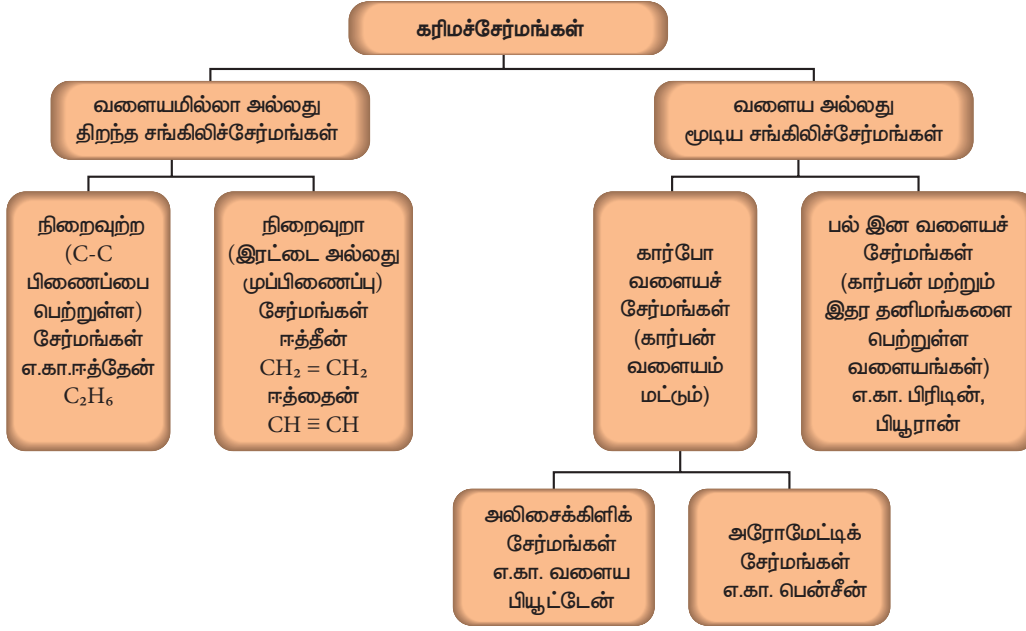 கரிமச்சேர்மங்கள்
வளையமில்லா அல்லது
திறந்த சங்கிலிச்சேர்மங்கள்
வளைய அல்லது
மூடிய சங்கிலிச்சேர்மங்கள்
நிறைவுற்ற
(C-C
பிணைப்பை
பெற்றுள்ள)
சேர்மங்கள்
எ.கா.ஈத்தேன்
C₂H₆
நிறைவுறா
(இரட்டை அல்லது
முப்பிணைப்பு)
சேர்மங்கள்
ஈத்தீன்
CH₂ = CH₂
ஈத்தைன்
CH ≡ CH
கார்போ
வளையச்
சேர்மங்கள்
(கார்பன்
வளையம்
மட்டும்)
பல் இன வளையச்
சேர்மங்கள்
(கார்பன் மற்றும்
இதர தனிமங்களை
பெற்றுள்ள
வளையங்கள்)
எ.கா. பிரிடின்,
பியூரான்
அலிசைக்கிளிக்
சேர்மங்கள்
எ.கா. வளைய
பியூட்டேன்
அரோமேட்டிக்
சேர்மங்கள்
எ.கா. பென்சீன்